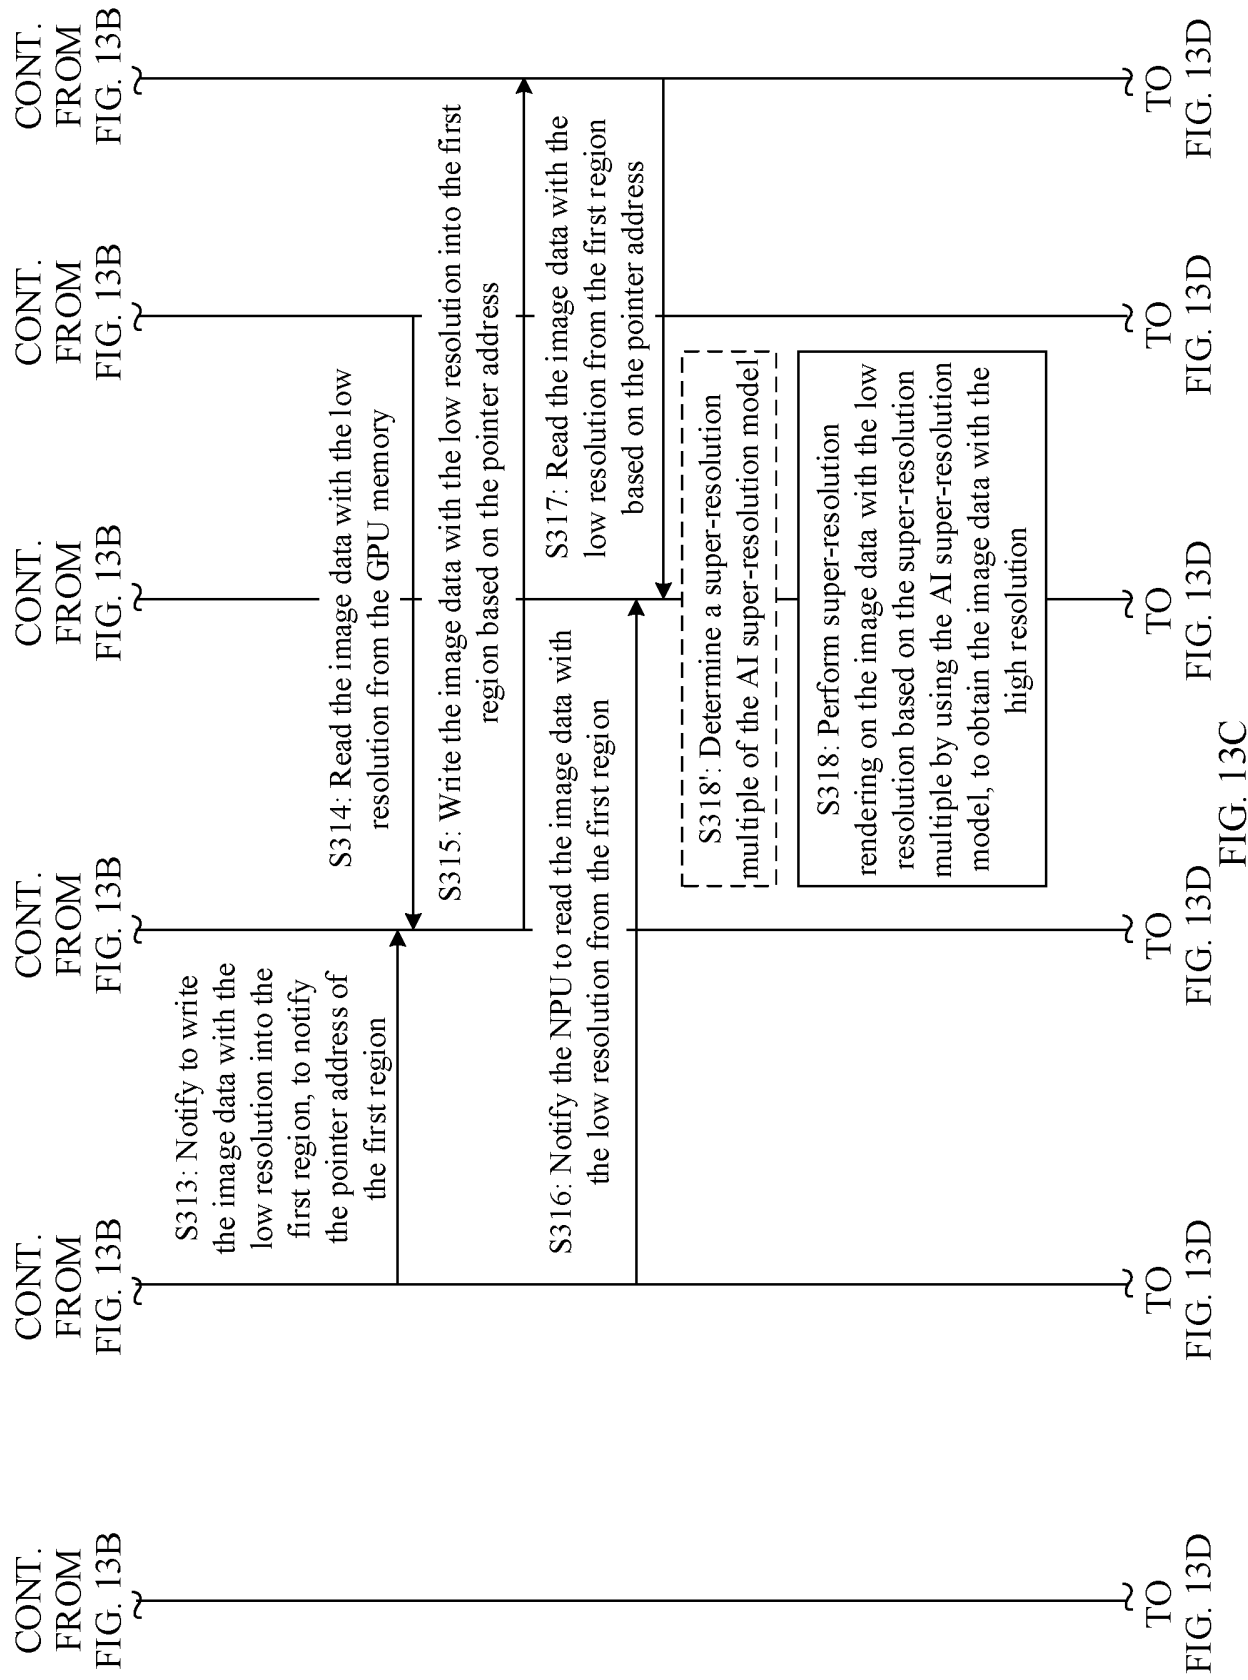 CONT.
FROM
FIG. 13B
CONT.
FROM
FIG. 13B
CONT.
FROM
FIG. 13B
CONT.
FROM
FIG. 13B
CONT.
FROM
FIG. 13B
CONT.
FROM
FIG. 13B
S313: Notify to write
the image data with the
low resolution into the
first region, to notify
the pointer address of
the first region
S314: Read the image data with the low
resolution from the GPU memory
S315: Write the image data with the low resolution into the first
region based on the pointer address
S316: Notify the NPU to read the image data with
the low resolution from the first region
S317: Read the image data with the
low resolution from the first region
based on the pointer address
S318': Determine a super-resolution
multiple of the AI super-resolution model
S318: Perform super-resolution
rendering on the image data with the low
resolution based on the super-resolution
multiple by using the AI super-resolution
model, to obtain the image data with the
high resolution
TO
FIG. 13D
TO
FIG. 13D
TO
FIG. 13D
TO
FIG. 13D
TO
FIG. 13D
TO
FIG. 13D
FIG. 13C